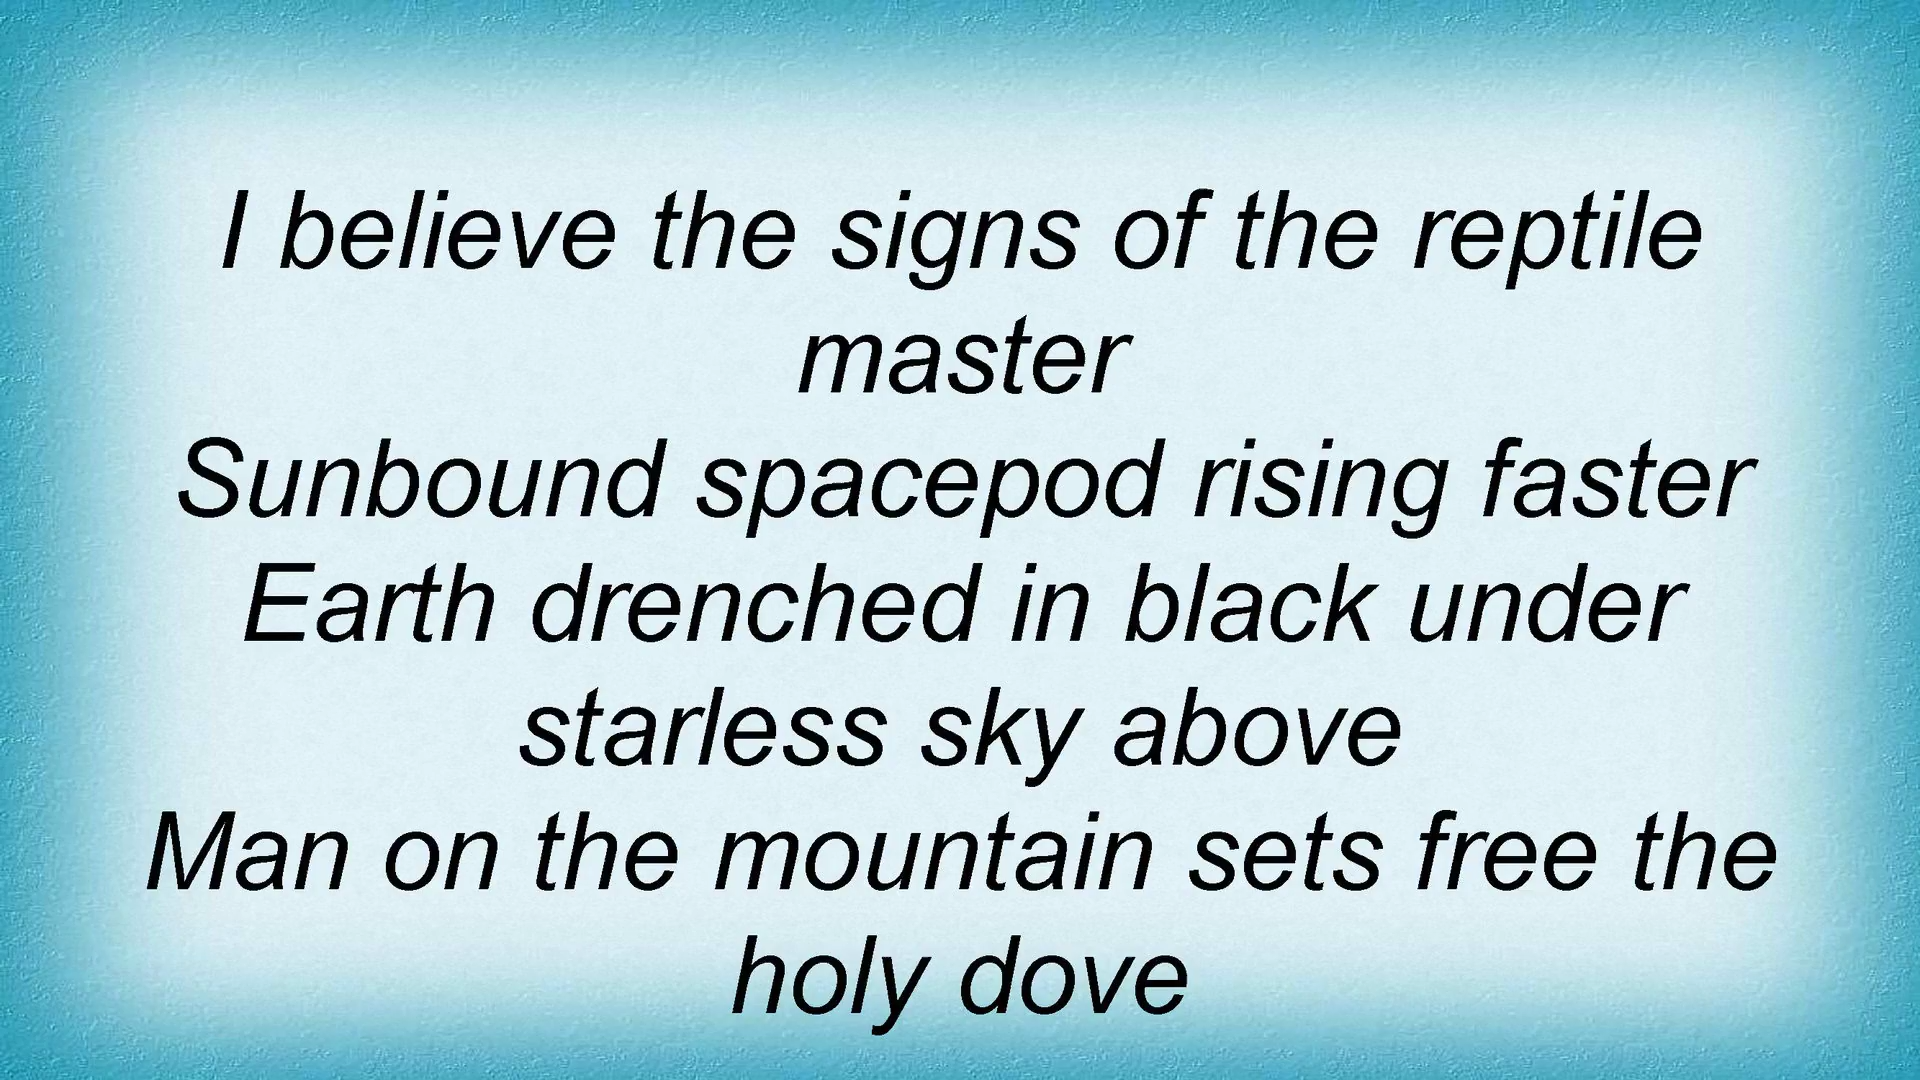 I believe the signs of the reptile
master
Sunbound spacepod rising faster
Earth drenched in black under
starless sky above
Man on the mountain sets free the
holy dove